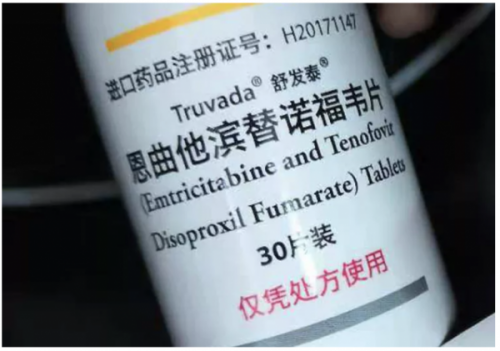 进口药品注册证号：H20171147
Truvada® 舒发泰®
恩曲他滨替诺福韦片
(Emtricitabine and Tenofovir
Disoproxil Fumarate) Tablets
30片装
仅凭处方使用